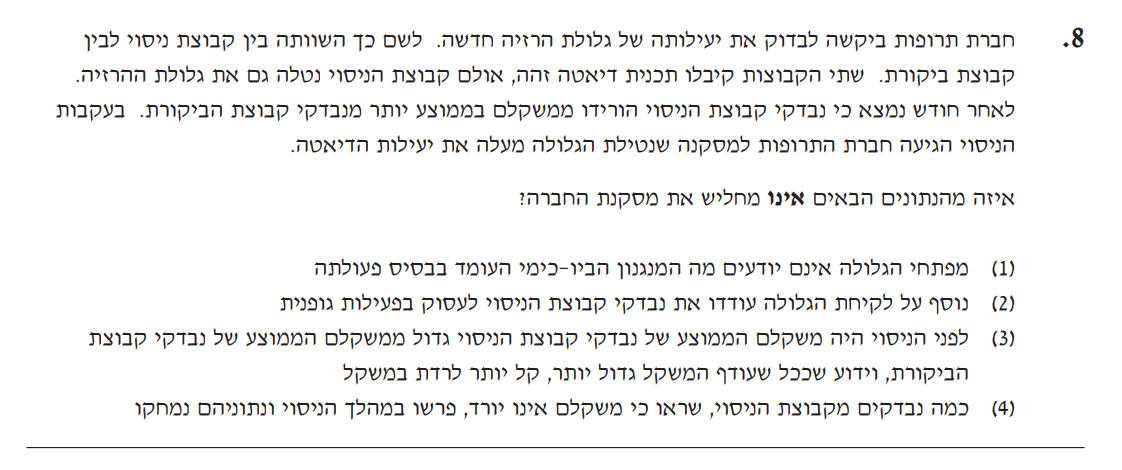 8. חברת תרופות ביקשה לבדוק את יעילותה של גלולת הרזיה חדשה. לשם כך השוותה בין קבוצת ניסוי לבין
קבוצת ביקורת. שתי הקבוצות קיבלו תכנית דיאטה זהה, אולם קבוצת הניסוי נטלה גם את גלולת ההרזיה.
לאחר חודש נמצא כי נבדקי קבוצת הניסוי הורידו ממשקלם בממוצע יותר מנבדקי קבוצת הביקורת. בעקבות
הניסוי הגיעה חברת התרופות למסקנה שנטילת הגלולה מעלה את יעילות הדיאטה.
איזה מהנתונים הבאים אינו מחליש את מסקנת החברה?
(1) מפתחי הגלולה אינם יודעים מה המנגנון הביו-כימי העומד בבסיס פעולתה
(2) נוסף על לקיחת הגלולה עודדו את נבדקי קבוצת הניסוי לעסוק בפעילות גופנית
(3) לפני הניסוי היה משקלם הממוצע של נבדקי קבוצת הניסוי גדול ממשקלם הממוצע של נבדקי קבוצת
הביקורת, וידוע שככל שעודף המשקל גדול יותר, קל יותר לרדת במשקל
(4) כמה נבדקים מקבוצת הניסוי, שראו כי משקלם אינו יורד, פרשו במהלך הניסוי ונתוניהם נמחקו